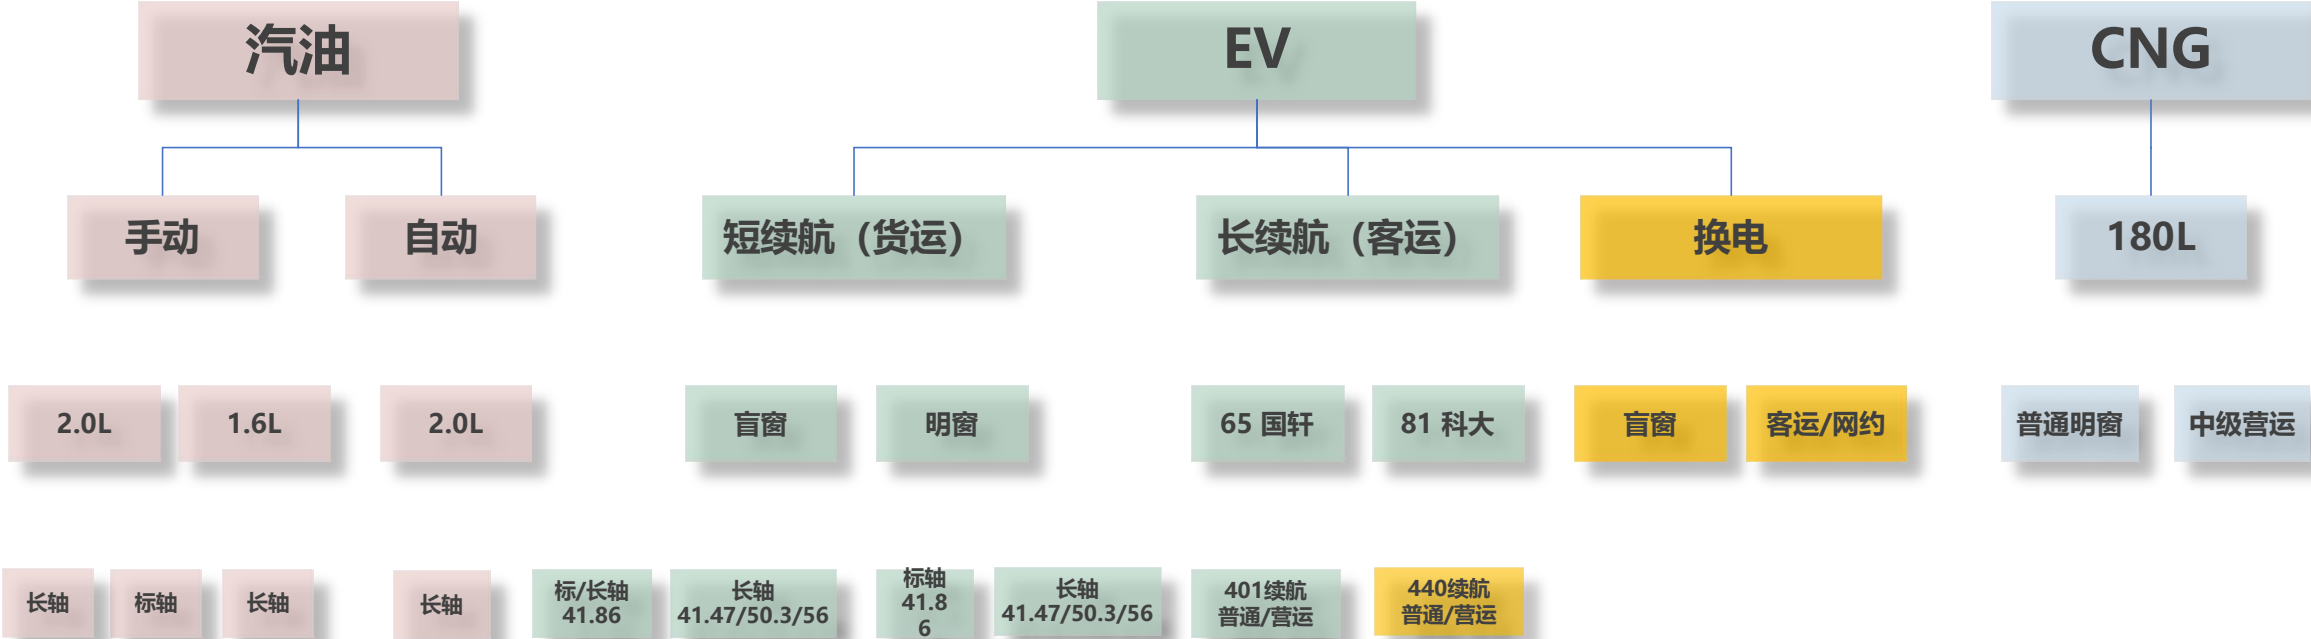 汽油
EV
CNG
手动
自动
短续航（货运）
长续航（客运）
换电
180L
2.0L
1.6L
2.0L
盲窗
明窗
65 国轩
81 科大
盲窗
客运/网约
普通明窗
中级营运
长轴
标轴
长轴
长轴
标/长轴
41.86
长轴
41.47/50.3/56
标轴
41.8
6
长轴
41.47/50.3/56
401续航
普通/营运
440续航
普通/营运